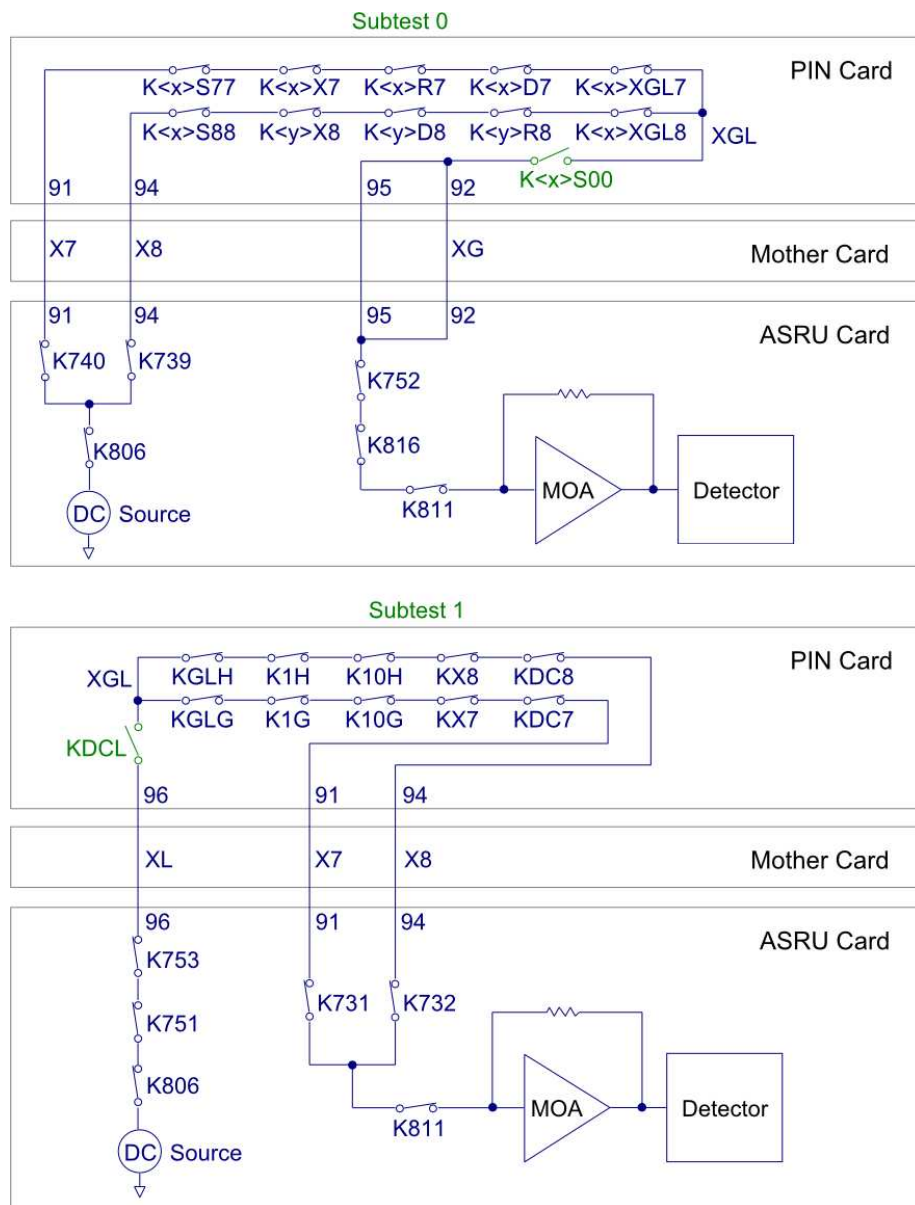 Subtest 0
PIN Card
K<x>S77 K<x>X7 K<x>R7 K<x>D7 K<x>XGL7
K<x>S88 K<y>X8 K<y>D8 K<y>R8 K<x>XGL8
XGL
K<x>S00
91 94 95 92
X7 X8 XG Mother Card
91 94 95 92
ASRU Card
K740 K739 K752
K806 K816
DC Source K811 MOA Detector
Subtest 1
PIN Card
XGL KGLH K1H K10H KX8 KDC8
KGLG K1G K10G KX7 KDC7
KDCL
96 91 94
XL X7 X8 Mother Card
96 91 94
ASRU Card
K753
K731 K732
K751
K806
K811 MOA Detector
DC Source